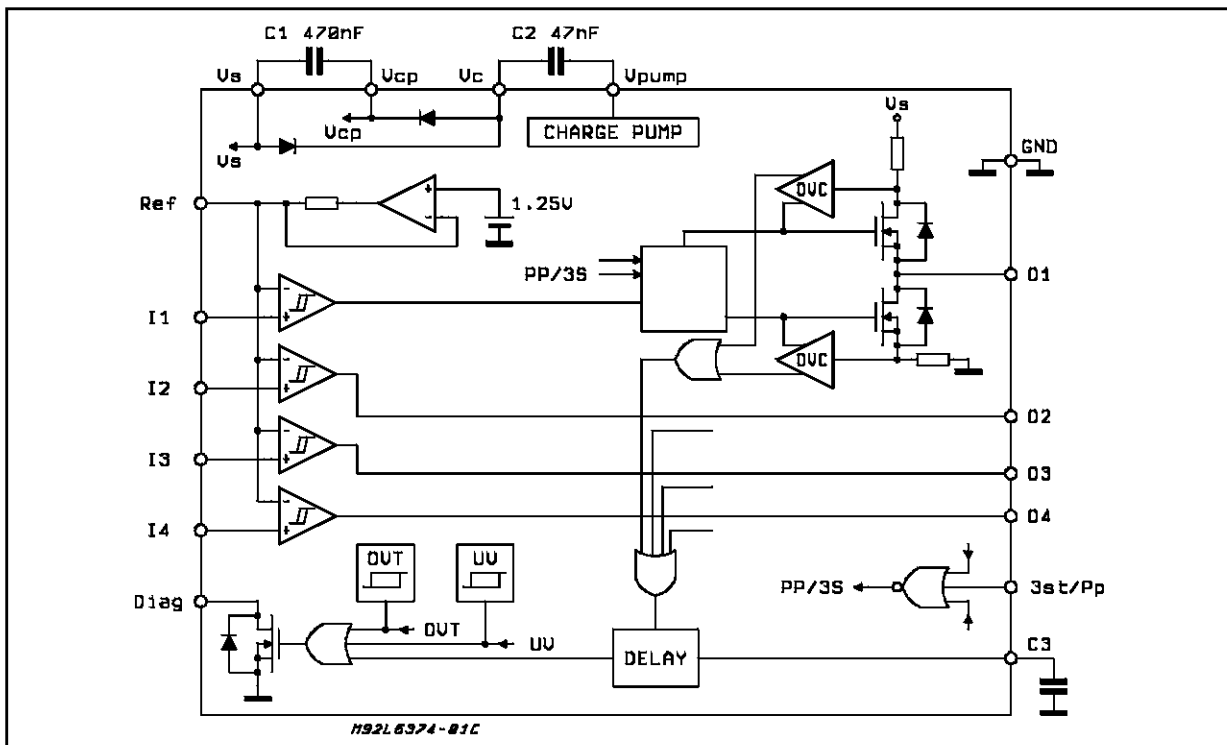 C1 470nF
C2 47nF
Vs
Vcp
Vc
Vpump
Vcp
Vs
CHARGE PUMP
Vs
GND
Ref
1.25V
OVC
PP/3S
O1
I1
OVC
I2
O2
I3
O3
I4
O4
OVT
UV
PP/3S
3st/Pp
Diag
OVT
UV
DELAY
C3
M92L6374-01C